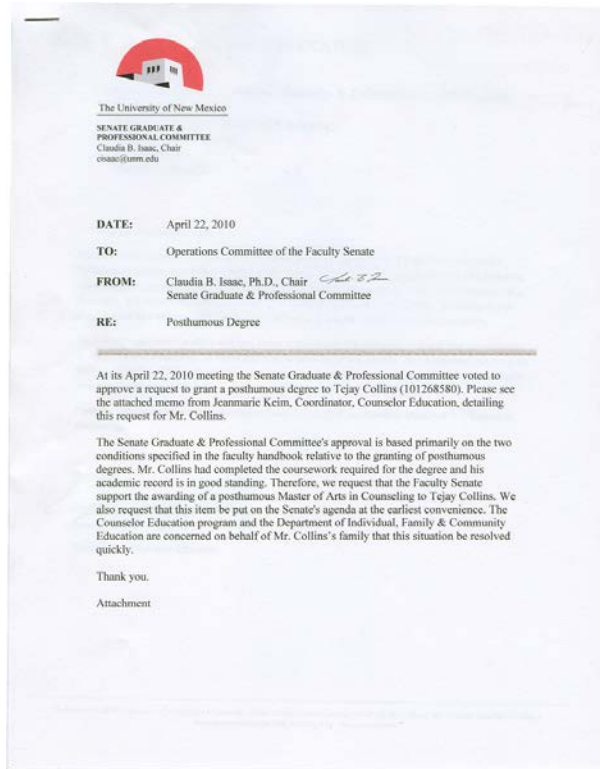 The University of New Mexico
SENATE GRADUATE &
PROFESSIONAL COMMITTEE
Claudia B. Isaac, Chair
cisaac@unm.edu
DATE: April 22, 2010
TO: Operations Committee of the Faculty Senate
FROM: Claudia B. Isaac, Ph.D., Chair
Senate Graduate & Professional Committee
RE: Posthumous Degree
At its April 22, 2010 meeting the Senate Graduate & Professional Committee voted to
approve a request to grant a posthumous degree to Tejay Collins (101268580). Please see
the attached memo from Jeanmarie Keim, Coordinator, Counselor Education, detailing
this request for Mr. Collins.
The Senate Graduate & Professional Committee's approval is based primarily on the two
conditions specified in the faculty handbook relative to the granting of posthumous
degrees. Mr. Collins had completed the coursework required for the degree and his
academic record is in good standing. Therefore, we request that the Faculty Senate
support the awarding of a posthumous Master of Arts in Counseling to Tejay Collins. We
also request that this item be put on the Senate's agenda at the earliest convenience. The
Counselor Education program and the Department of Individual, Family & Community
Education are concerned on behalf of Mr. Collins's family that this situation be resolved
quickly.
Thank you.
Attachment